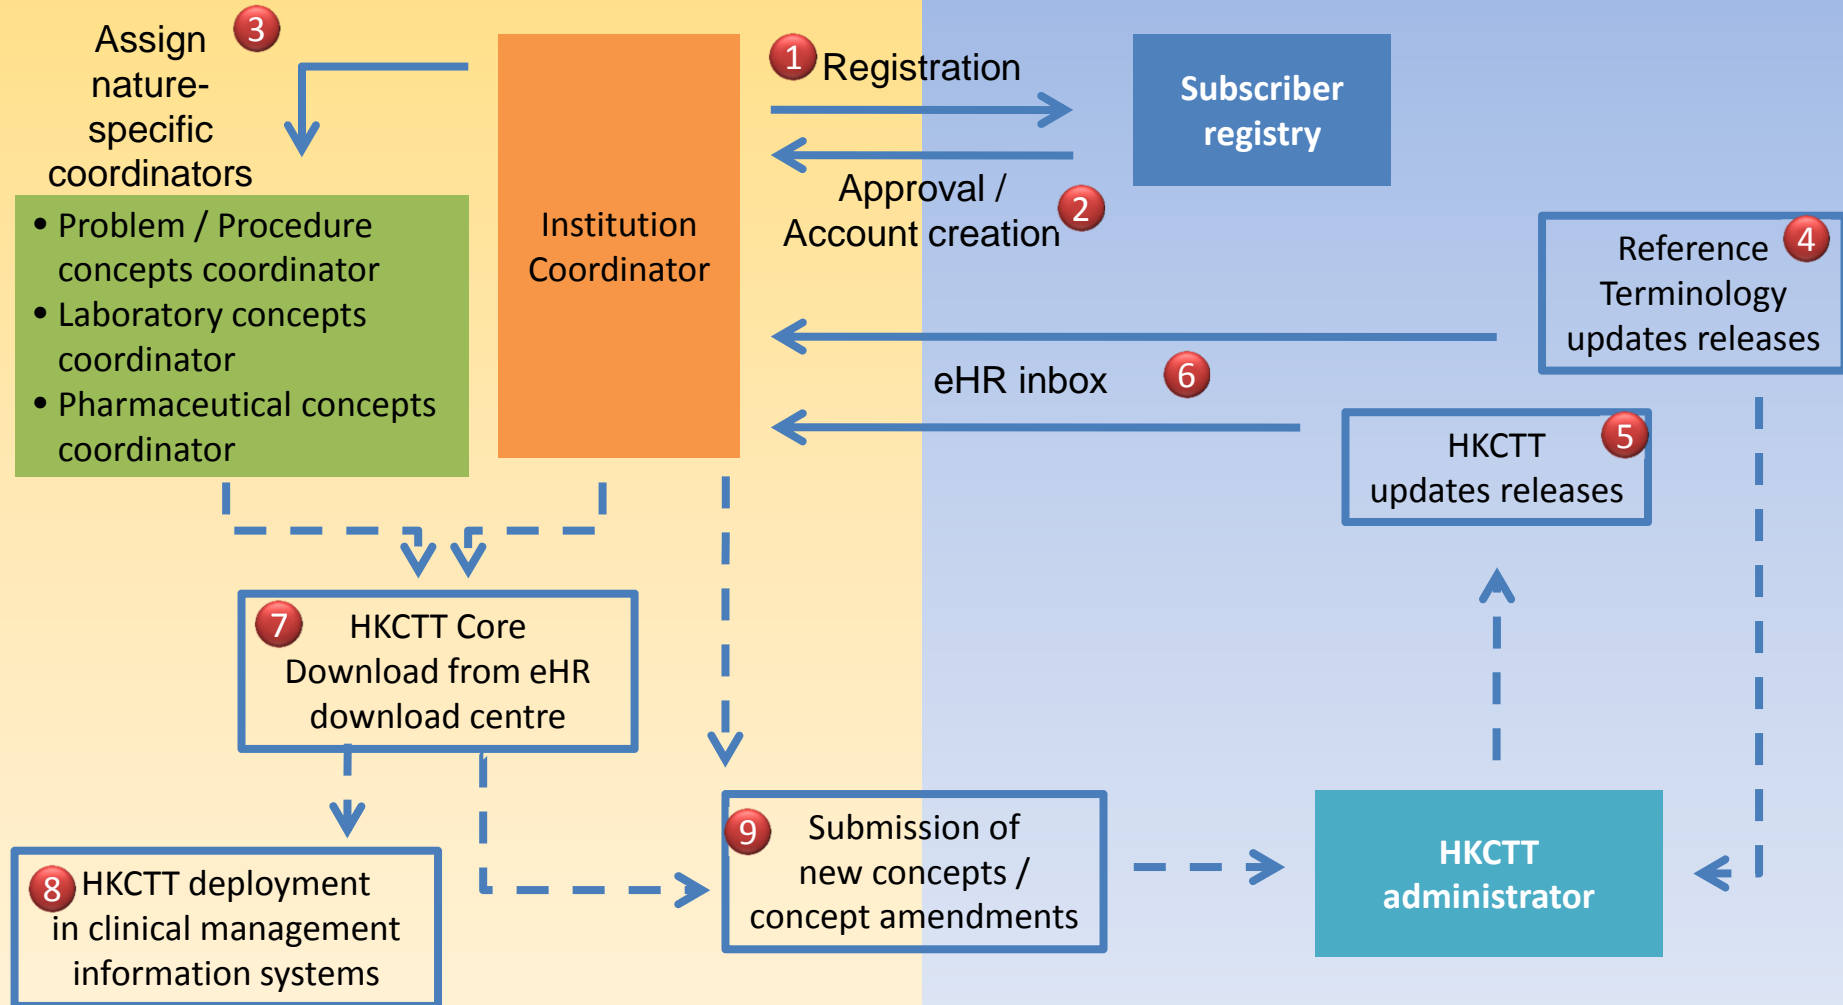 Assign
nature-
specific
coordinators
3
• Problem / Procedure
concepts coordinator
• Laboratory concepts
coordinator
• Pharmaceutical concepts
coordinator
Institution
Coordinator
1
Registration
Approval /
Account creation
2
Subscriber
registry
Reference
Terminology
updates releases
4
eHR inbox
6
HKCTT
updates releases
5
7
HKCTT Core
Download from eHR
download centre
8
HKCTT deployment
in clinical management
information systems
9
Submission of
new concepts /
concept amendments
HKCTT
administrator